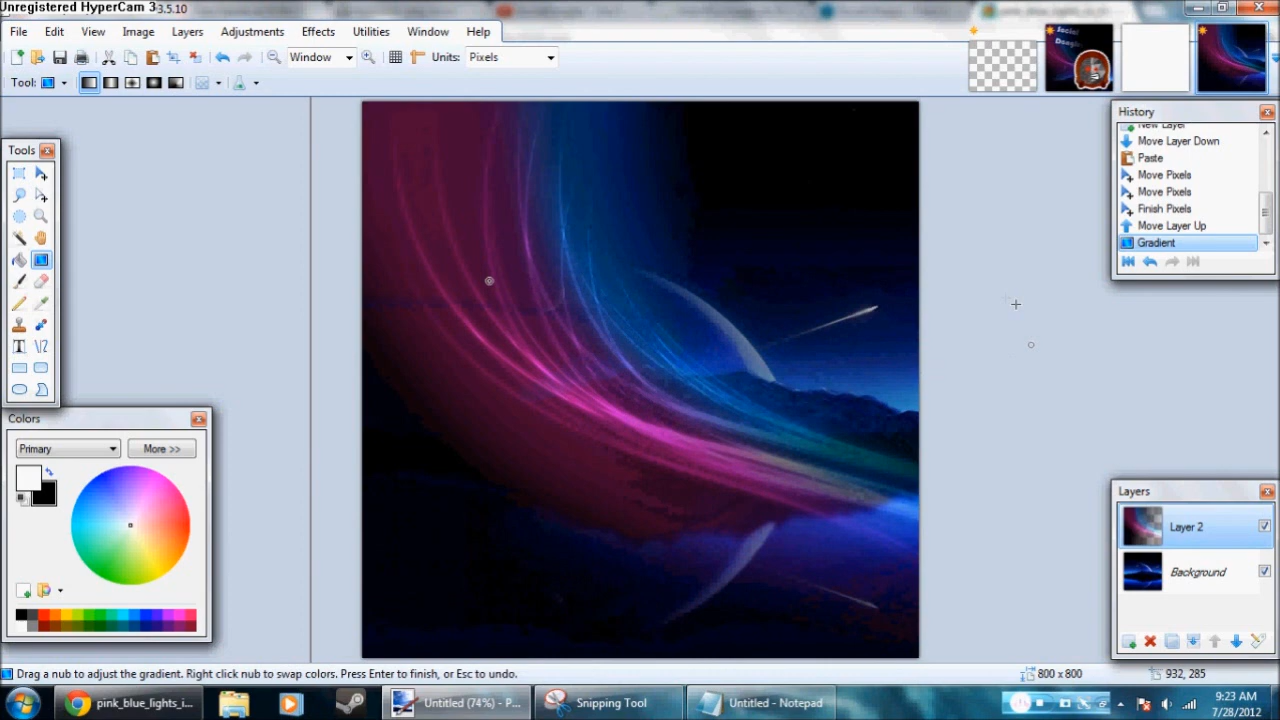 Unregistered HyperCam 3
3.5.10
File Edit View Image Layers Adjustments Effects Utilities Window Help
Window Units: Pixels
Tool:
Social
Tools
History
New Layer
Move Layer Down
Paste
Move Pixels
Move Pixels
Finish Pixels
Move Layer Up
Gradient
Colors
Primary More >>
Layers
Layer 2
Background
Drag a nub to adjust the gradient. Right click nub to swap colors. Press Enter to finish, or Esc to undo.
800 x 800 932, 285
pink_blue_lights_i... Untitled (74%) - P... Snipping Tool Untitled - Notepad
9:23 AM
7/28/2012